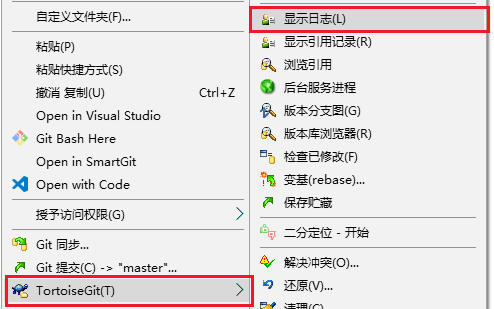 自定义文件夹(F)...
粘贴(P)
粘贴快捷方式(S)
撤消 复制(U) Ctrl+Z
Open in Visual Studio
Git Bash Here
Open in SmartGit
Open with Code
授予访问权限(G)
Git 同步...
Git 提交(C) -> "master"...
TortoiseGit(T)
显示日志(L)
显示引用记录(R)
浏览引用
后台服务进程
版本分支图(G)
版本库浏览器(R)
检查已修改(F)
变基(rebase)...
保存贮藏
二分定位 - 开始
解决冲突(O)...
还原(V)...
清理(C)...